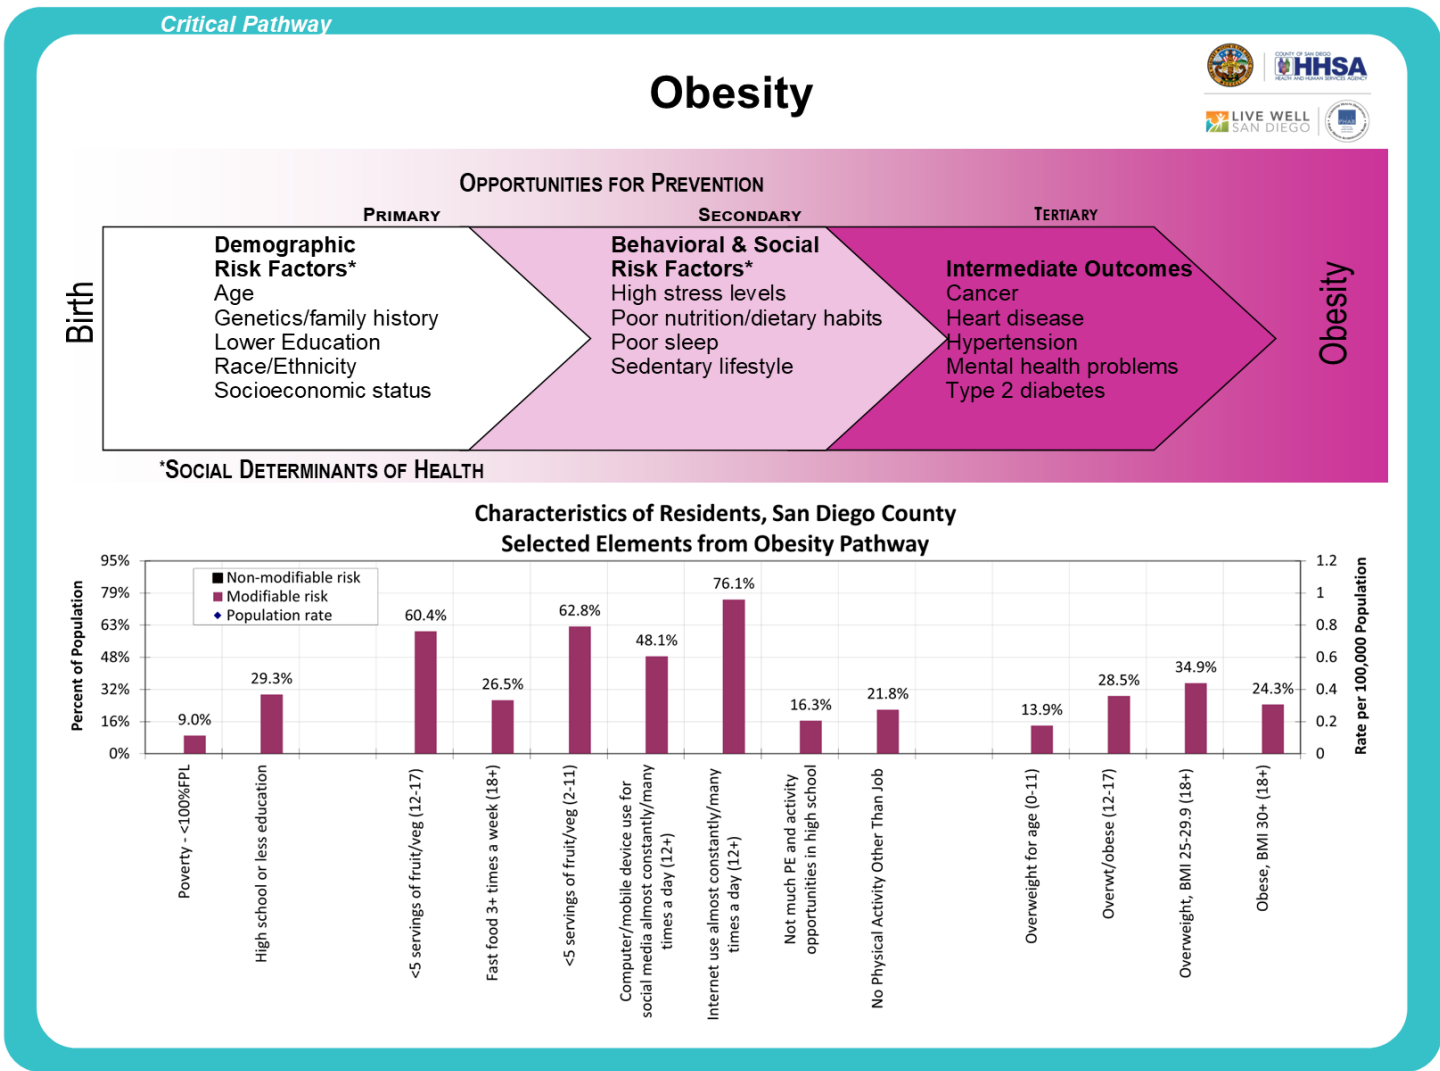 Critical Pathway
Obesity
COUNTY OF SAN DIEGO
HHSA
HEALTH AND HUMAN SERVICES AGENCY
LIVE WELL
SAN DIEGO
OPPORTUNITIES FOR PREVENTION
PRIMARY
SECONDARY
TERTIARY
Birth
Demographic
Risk Factors*
Age
Genetics/family history
Lower Education
Race/Ethnicity
Socioeconomic status
Behavioral & Social
Risk Factors*
High stress levels
Poor nutrition/dietary habits
Poor sleep
Sedentary lifestyle
Intermediate Outcomes
Cancer
Heart disease
Hypertension
Mental health problems
Type 2 diabetes
Obesity
*SOCIAL DETERMINANTS OF HEALTH
Characteristics of Residents, San Diego County
Selected Elements from Obesity Pathway
Percent of Population
95%
79%
63%
48%
32%
16%
0%
Non-modifiable risk
Modifiable risk
Population rate
9.0%
29.3%
60.4%
26.5%
62.8%
48.1%
76.1%
16.3%
21.8%
13.9%
28.5%
34.9%
24.3%
1.2
1
0.8
0.6
0.4
0.2
0
Rate per 100,000 Population
Poverty - <100%FPL
High school or less education
<5 servings of fruit/veg (12-17)
Fast food 3+ times a week (18+)
<5 servings of fruit/veg (2-11)
Computer/mobile device use for
social media almost constantly/many
times a day (12+)
Internet use almost constantly/many
times a day (12+)
Not much PE and activity
opportunities in high school
No Physical Activity Other Than Job
Overweight for age (0-11)
Overwt/obese (12-17)
Overweight, BMI 25-29.9 (18+)
Obese, BMI 30+ (18+)